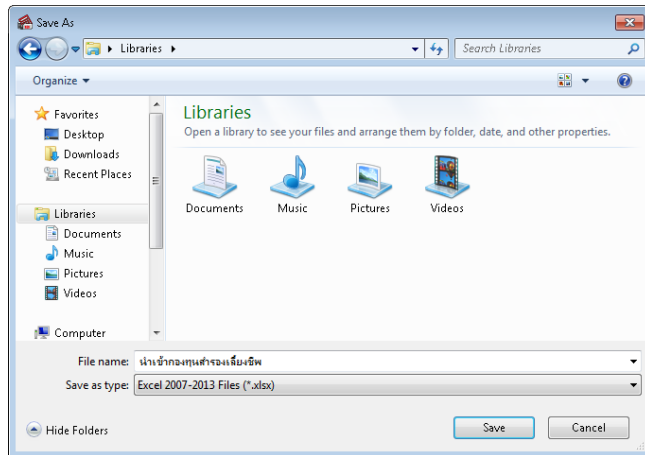 Save As
Libraries
Search Libraries
Organize
Favorites
Desktop
Downloads
Recent Places
Libraries
Documents
Music
Pictures
Videos
Computer
Libraries
Open a library to see your files and arrange them by folder, date, and other properties.
Documents Music Pictures Videos
File name: นำเข้ากองทุนสำรองเลี้ยงชีพ
Save as type: Excel 2007-2013 Files (*.xlsx)
Hide Folders Save Cancel